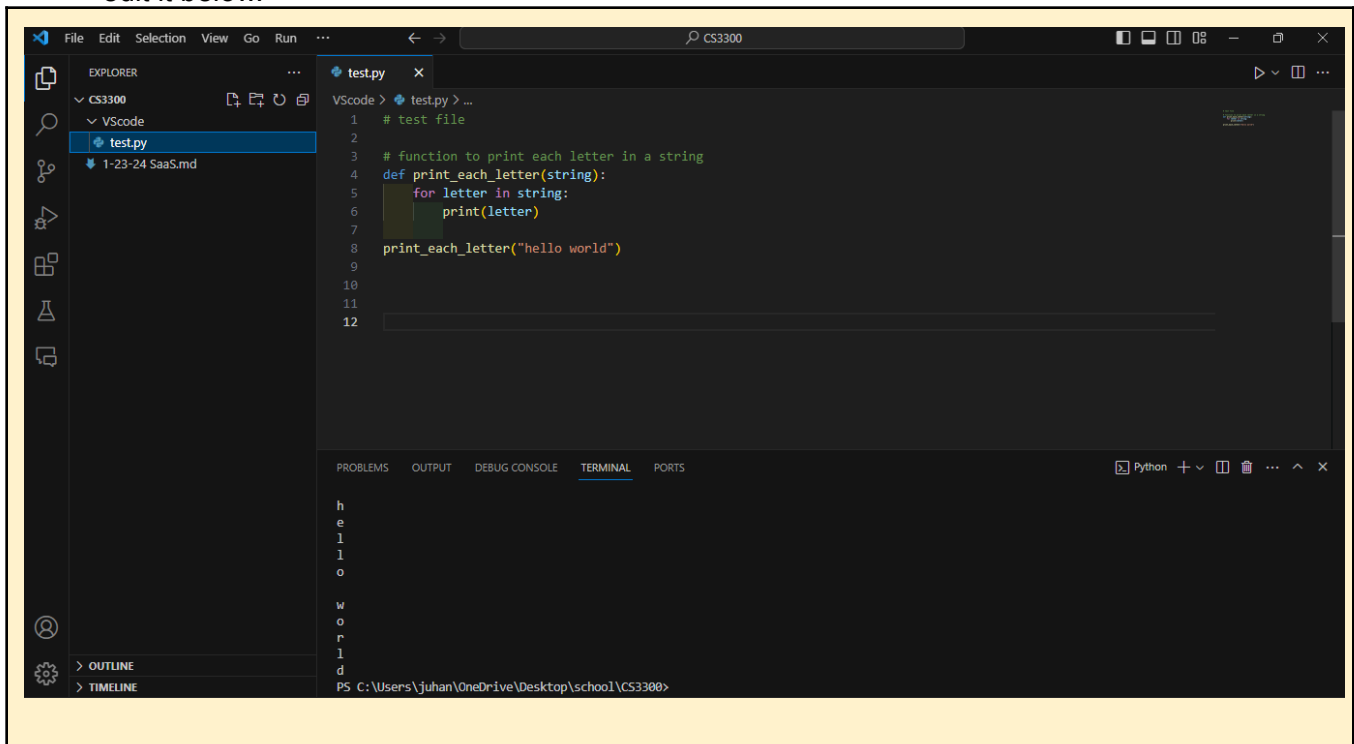 File Edit Selection View Go Run ··· CS3300
EXPLORER ···
CS3300
VScode
test.py
1-23-24 SaaS.md
OUTLINE
TIMELINE
test.py
VScode > test.py > ...
1 # test file
2
3 # function to print each letter in a string
4 def print_each_letter(string):
5 for letter in string:
6 print(letter)
7
8 print_each_letter("hello world")
9
10
11
12
PROBLEMS OUTPUT DEBUG CONSOLE TERMINAL PORTS Python
h
e
l
l
o
w
o
r
l
d
PS C:\Users\juhan\OneDrive\Desktop\school\CS3300>